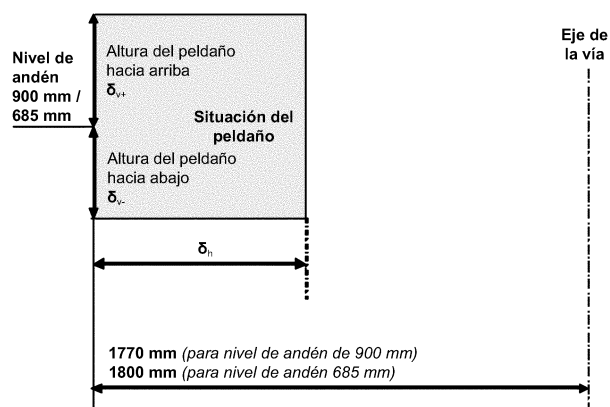 Nivel de
andén
900 mm /
685 mm
Altura del peldaño
hacia arriba
δv+
Situación del
peldaño
Altura del peldaño
hacia abajo
δv-
δh
Eje de
la vía
1770 mm (para nivel de andén de 900 mm)
1800 mm (para nivel de andén 685 mm)